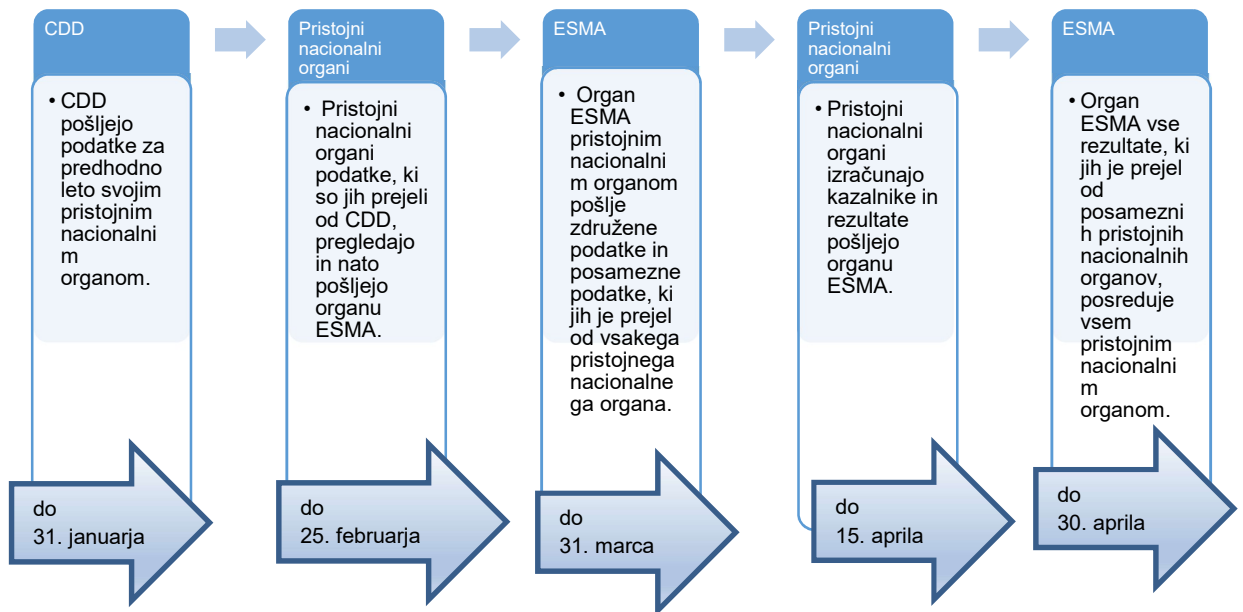 CDD
• CDD
pošljejo
podatke za
predhodno
leto svojim
pristojnim
nacionalni
m
organom.
do
31. januarja
Pristojni
nacionalni
organi
• Pristojni
nacionalni
organi
podatke, ki
so jih prejeli
od CDD,
pregledajo
in nato
pošljejo
organu
ESMA.
do
25. februarja
ESMA
• Organ
ESMA
pristojnim
nacionalni
m organom
pošlje
združene
podatke in
posamezne
podatke, ki
jih je prejel
od vsakega
pristojnega
nacionalne
ga organa.
do
31. marca
Pristojni
nacionalni
organi
• Pristojni
nacionalni
organi
izračunajo
kazalnike in
rezultate
pošljejo
organu
ESMA.
do
15. aprila
ESMA
• Organ
ESMA vse
rezultate, ki
jih je prejel
od
posamezni
h pristojnih
nacionalnih
organov,
posreduje
vsem
pristojnim
nacionalni
m
organom.
do
30. aprila